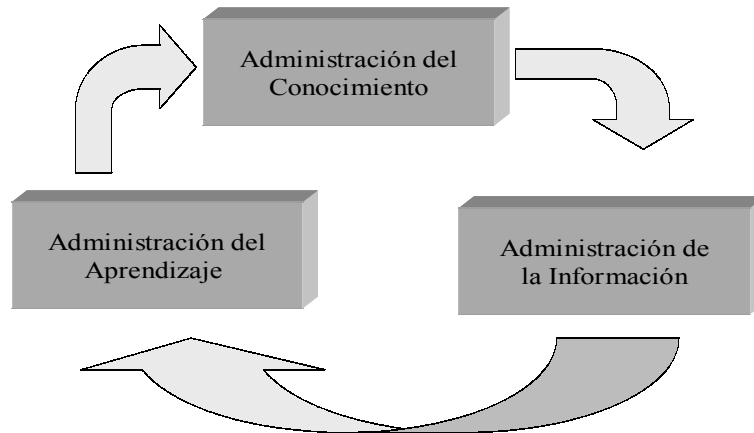 Administración del
Conocimiento
Administración del
Aprendizaje
Administración de
la Información